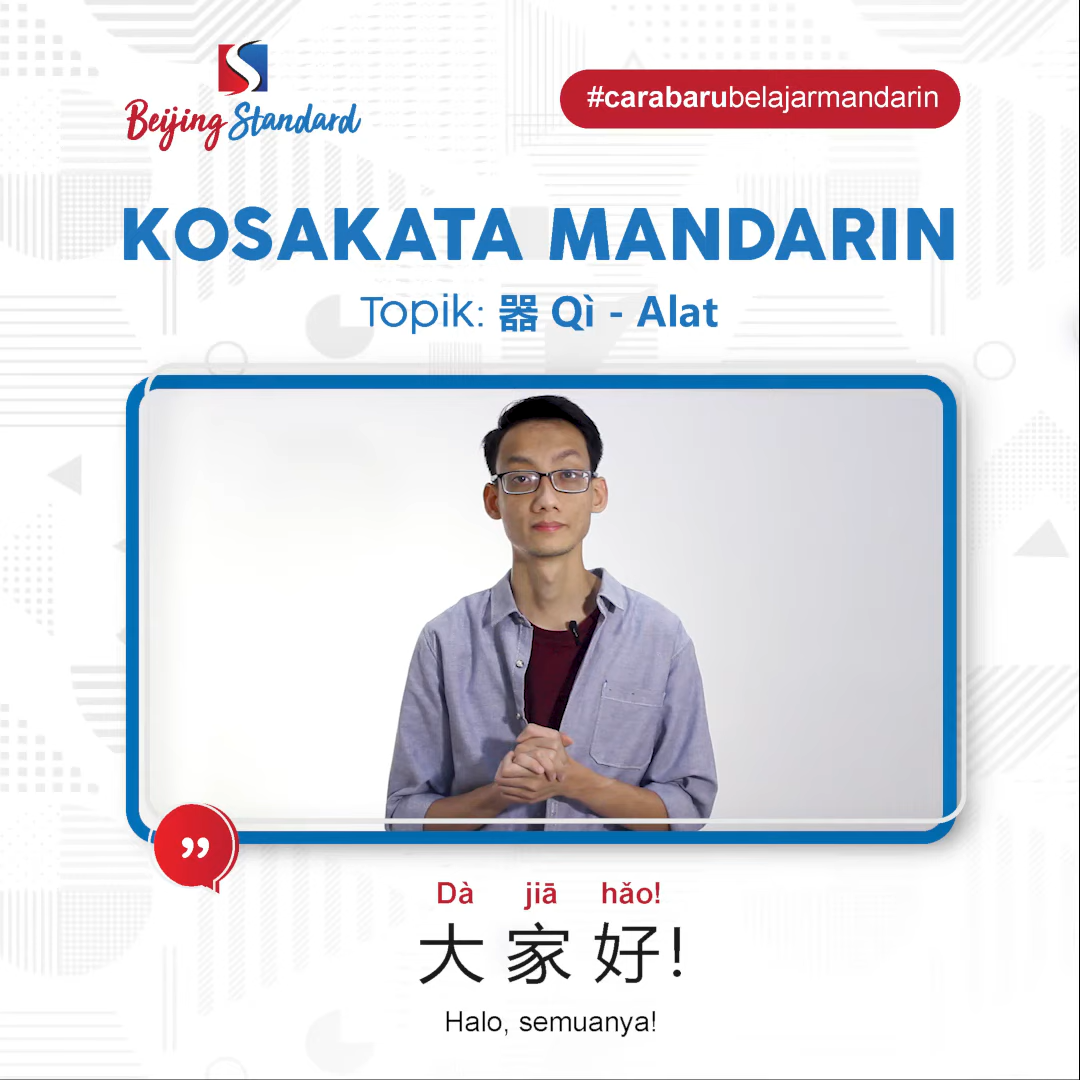 Beijing Standard
#carabarubelajarmandarin
KOSAKATA MANDARIN
Topik: 器 Qì - Alat
Dà jiā hǎo!
大家好!
Halo, semuanya!